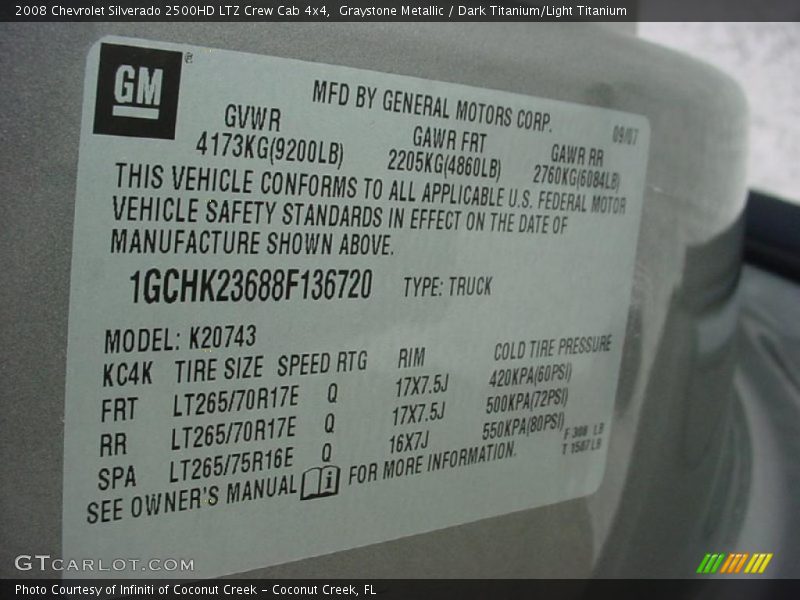 2008 Chevrolet Silverado 2500HD LTZ Crew Cab 4x4, Graystone Metallic / Dark Titanium/Light Titanium
GM ®
MFD BY GENERAL MOTORS CORP. 09/07
GVWR GAWR FRT GAWR RR
4173KG(9200LB) 2205KG(4860LB) 2760KG(6084LB)
THIS VEHICLE CONFORMS TO ALL APPLICABLE U.S. FEDERAL MOTOR
VEHICLE SAFETY STANDARDS IN EFFECT ON THE DATE OF
MANUFACTURE SHOWN ABOVE.
1GCHK23688F136720 TYPE: TRUCK
MODEL: K20743
KC4K TIRE SIZE SPEED RTG RIM COLD TIRE PRESSURE
FRT LT265/70R17E Q 17X7.5J 420KPA(60PSI)
RR LT265/70R17E Q 17X7.5J 500KPA(72PSI)
SPA LT265/75R16E Q 16X7J 550KPA(80PSI)
SEE OWNER'S MANUAL i FOR MORE INFORMATION.
F 308 LB
T 1507LB
GTCARLOT.COM
Photo Courtesy of Infiniti of Coconut Creek – Coconut Creek, FL